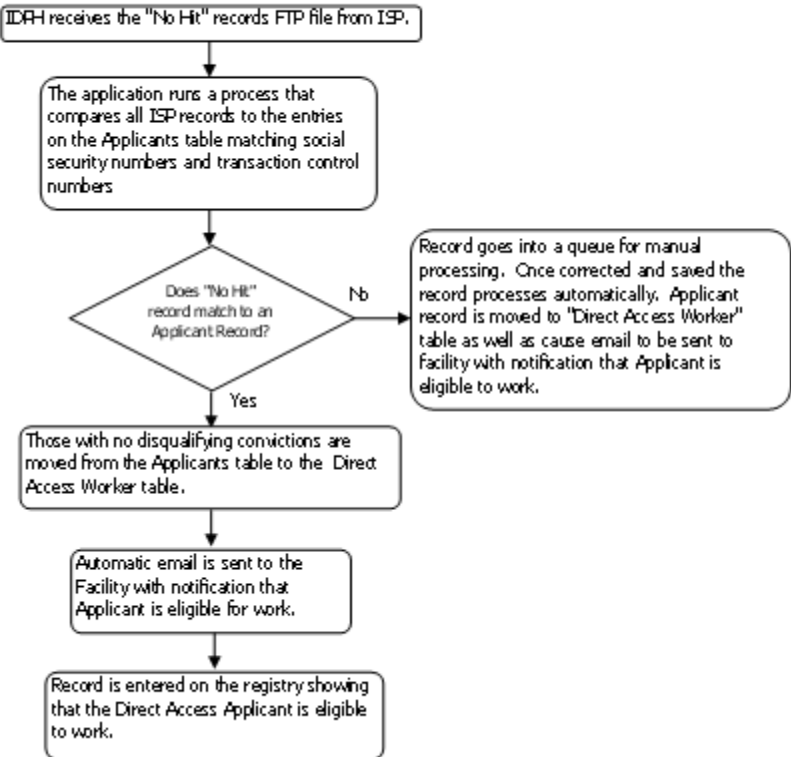 IDPH receives the "No Hit" records FTP file from ISP.
The application runs a process that
compares all ISP records to the entries
on the Applicants table matching social
security numbers and transaction control
numbers
Does "No Hit"
record match to an
Applicant Record?
No
Record goes into a queue for manual
processing. Once corrected and saved the
record processes automatically. Applicant
record is moved to "Direct Access Worker"
table as well as cause email to be sent to
facility with notification that Applicant is
eligible to work.
Yes
Those with no disqualifying convictions are
moved from the Applicants table to the Direct
Access Worker table.
Automatic email is sent to the
Facility with notification that
Applicant is eligible for work.
Record is entered on the registry showing
that the Direct Access Applicant is eligible
to work.